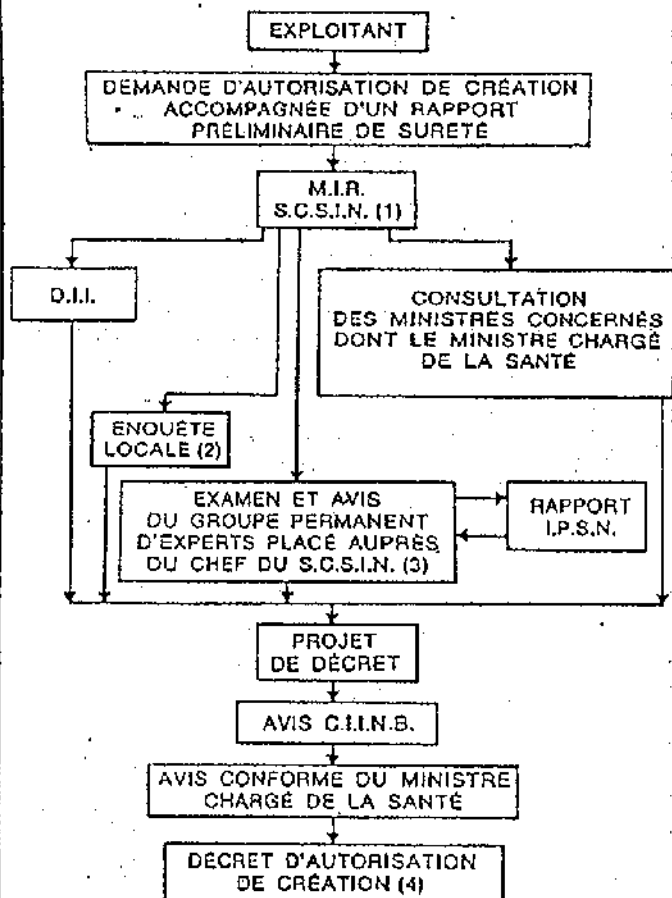 EXPLOITANT
DEMANDE D'AUTORISATION DE CRÉATION
ACCOMPAGNÉE D'UN RAPPORT
PRÉLIMINAIRE DE SURETÉ
M.I.R.
S.C.S.I.N. (1)
D.I.I.
CONSULTATION
DES MINISTRES CONCERNÉS
DONT LE MINISTRE CHARGÉ
DE LA SANTÉ
ENQUÊTE
LOCALE (2)
EXAMEN ET AVIS
DU GROUPE PERMANENT
D'EXPERTS PLACÉ AUPRÈS
DU CHEF DU S.C.S.I.N. (3)
RAPPORT
I.P.S.N.
PROJET
DE DÉCRET
AVIS C.I.I.N.B.
AVIS CONFORME DU MINISTRE
CHARGÉ DE LA SANTÉ
DÉCRET D'AUTORISATION
DE CRÉATION (4)